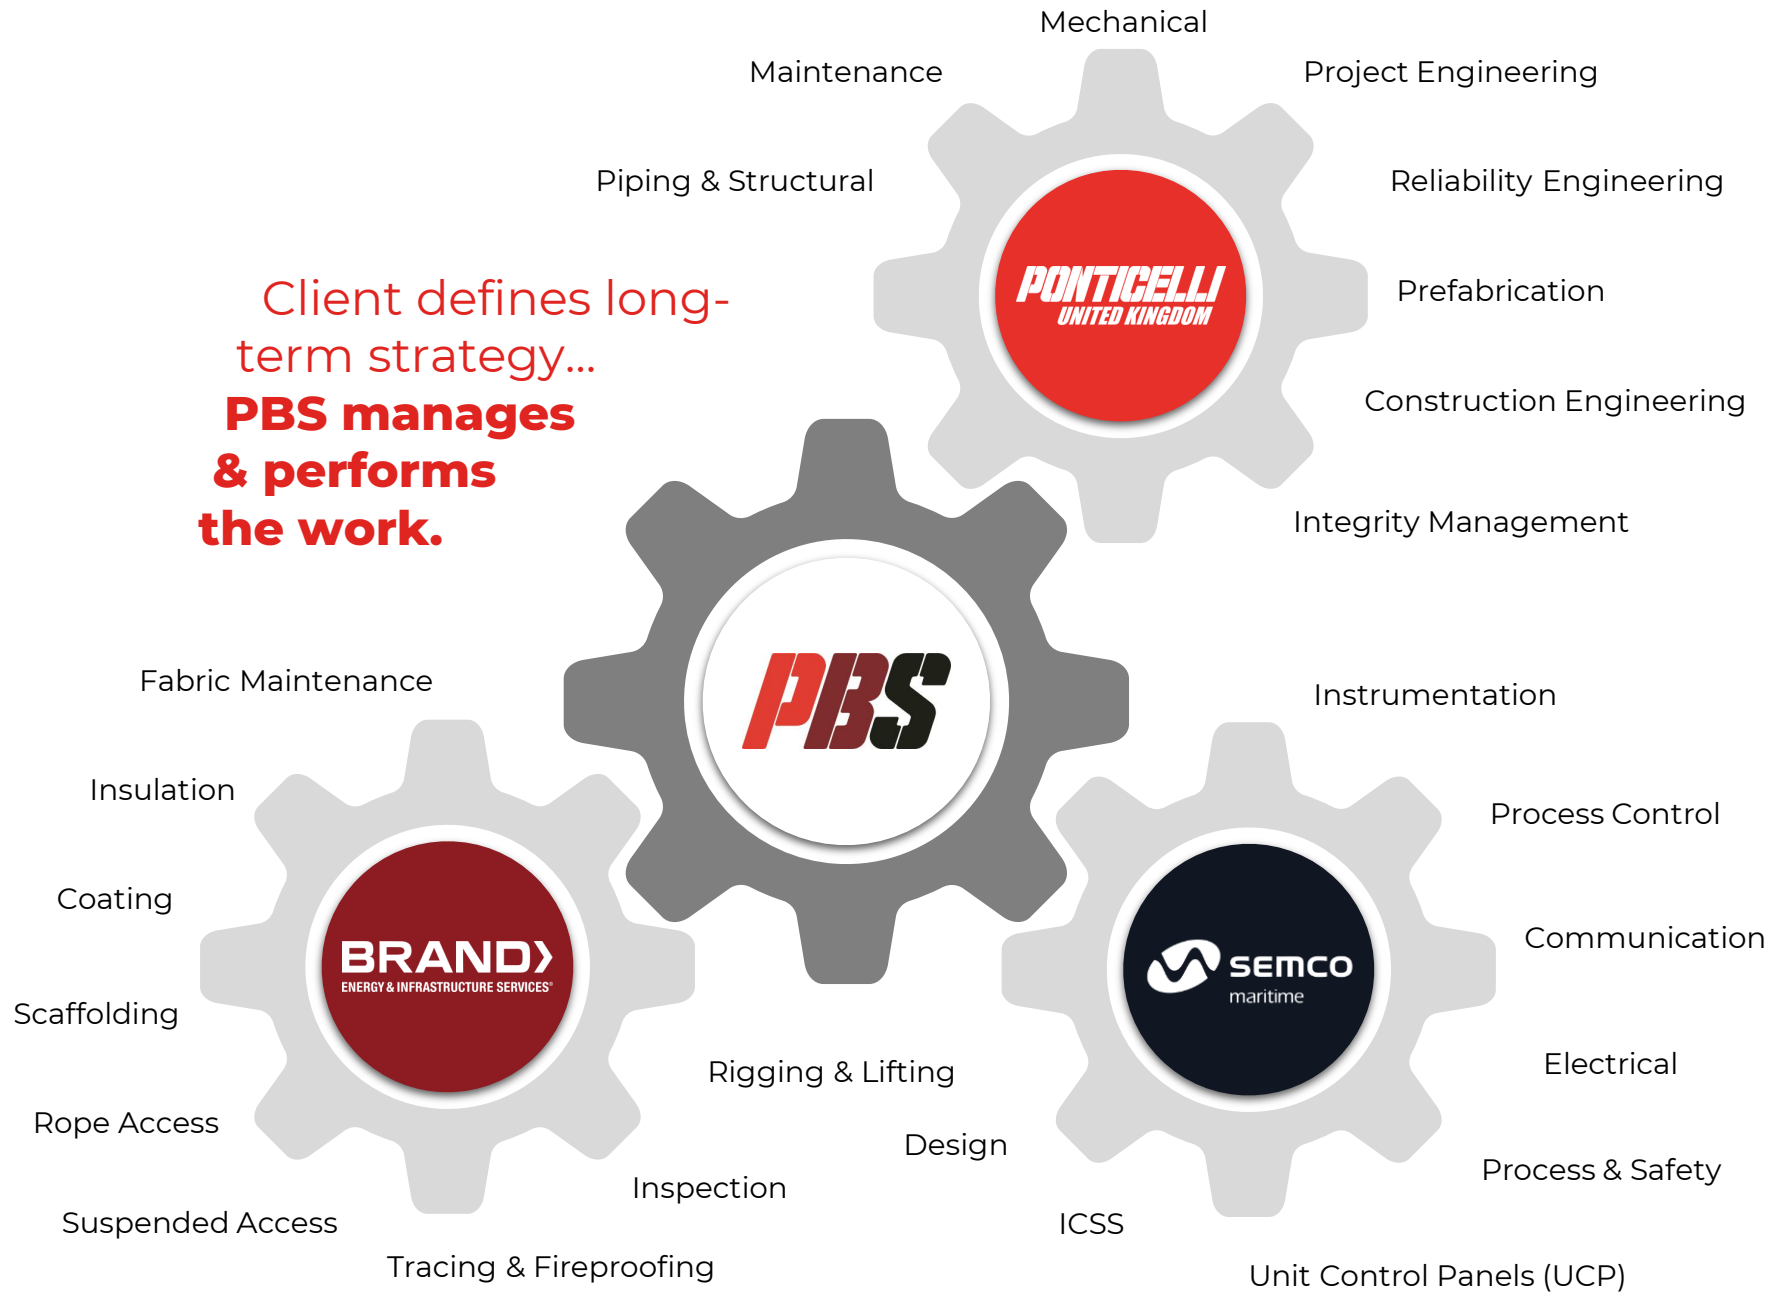 Mechanical
Maintenance
Project Engineering
Piping & Structural
Reliability Engineering
PONTICELLI
UNITED KINGDOM
Prefabrication
Construction Engineering
Integrity Management
Client defines long-
term strategy...
PBS manages
& performs
the work.
PBS
Fabric Maintenance
Insulation
Coating
BRAND
ENERGY & INFRASTRUCTURE SERVICES®
Scaffolding
Rope Access
Suspended Access
Tracing & Fireproofing
Inspection
Rigging & Lifting
Instrumentation
Process Control
Communication
SEMCO
maritime
Electrical
Process & Safety
Design
ICSS
Unit Control Panels (UCP)